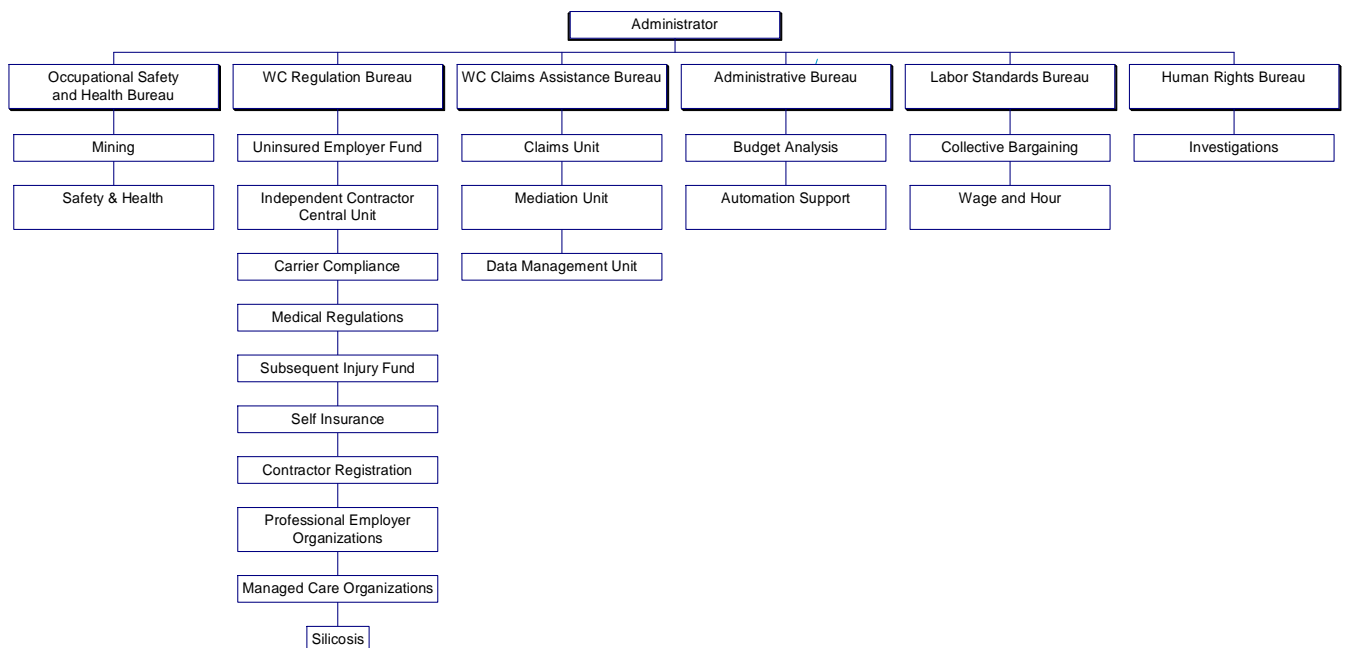 Administrator
Occupational Safety
and Health Bureau
WC Regulation Bureau
WC Claims Assistance Bureau
Administrative Bureau
Labor Standards Bureau
Human Rights Bureau
Mining
Uninsured Employer Fund
Claims Unit
Budget Analysis
Collective Bargaining
Investigations
Safety & Health
Independent Contractor
Central Unit
Mediation Unit
Automation Support
Wage and Hour
Carrier Compliance
Data Management Unit
Medical Regulations
Subsequent Injury Fund
Self Insurance
Contractor Registration
Professional Employer
Organizations
Managed Care Organizations
Silicosis